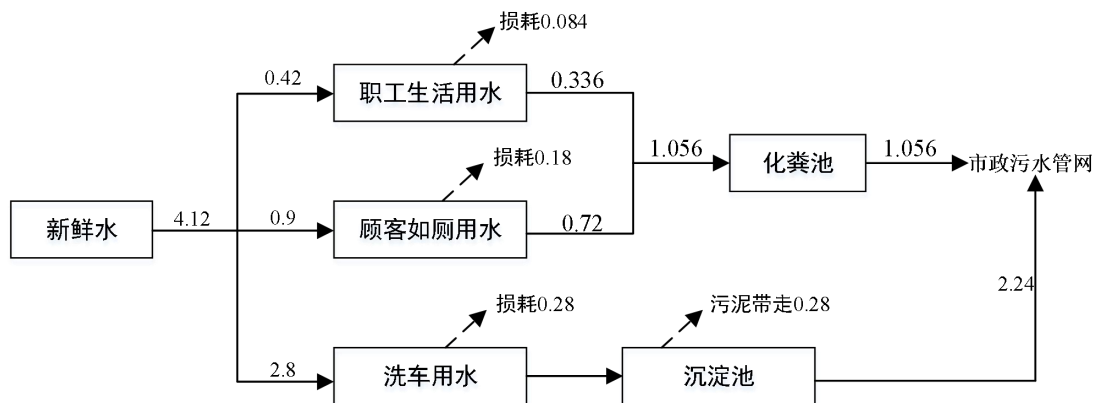 损耗0.084
0.42
职工生活用水
0.336
损耗0.18
1.056
化粪池
1.056
市政污水管网
新鲜水
4.12
0.9
顾客如厕用水
0.72
2.24
损耗0.28
污泥带走0.28
2.8
洗车用水
沉淀池